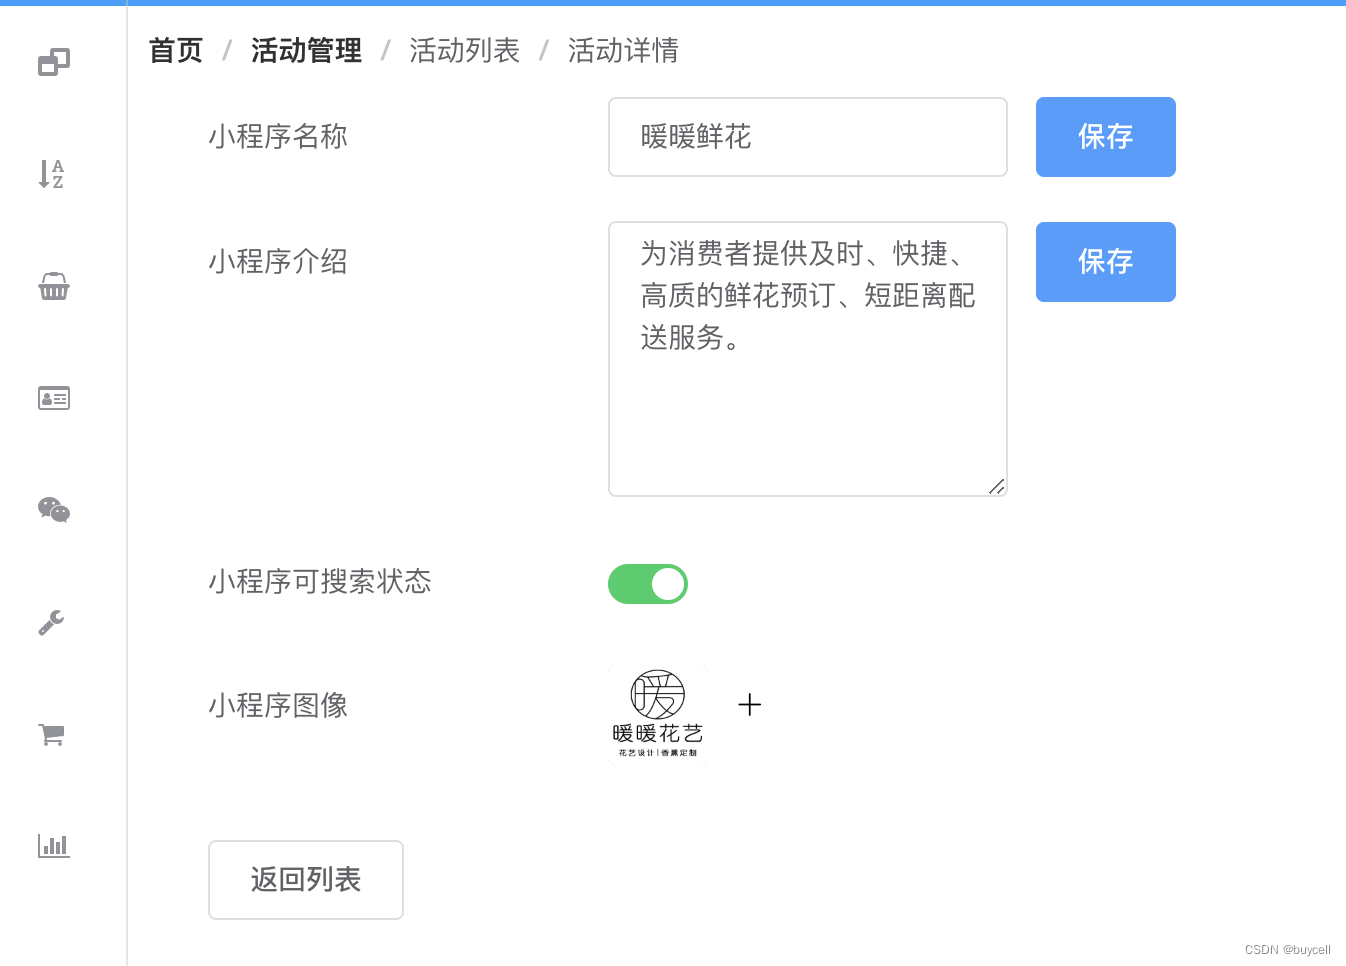 首页 / 活动管理 / 活动列表 / 活动详情
小程序名称
暖暖鲜花
保存
小程序介绍
为消费者提供及时、快捷、
高质的鲜花预订、短距离配
送服务。
保存
小程序可搜索状态
小程序图像
暖
暖暖花艺
花艺设计|香薰定制
返回列表
CSDN @buycell